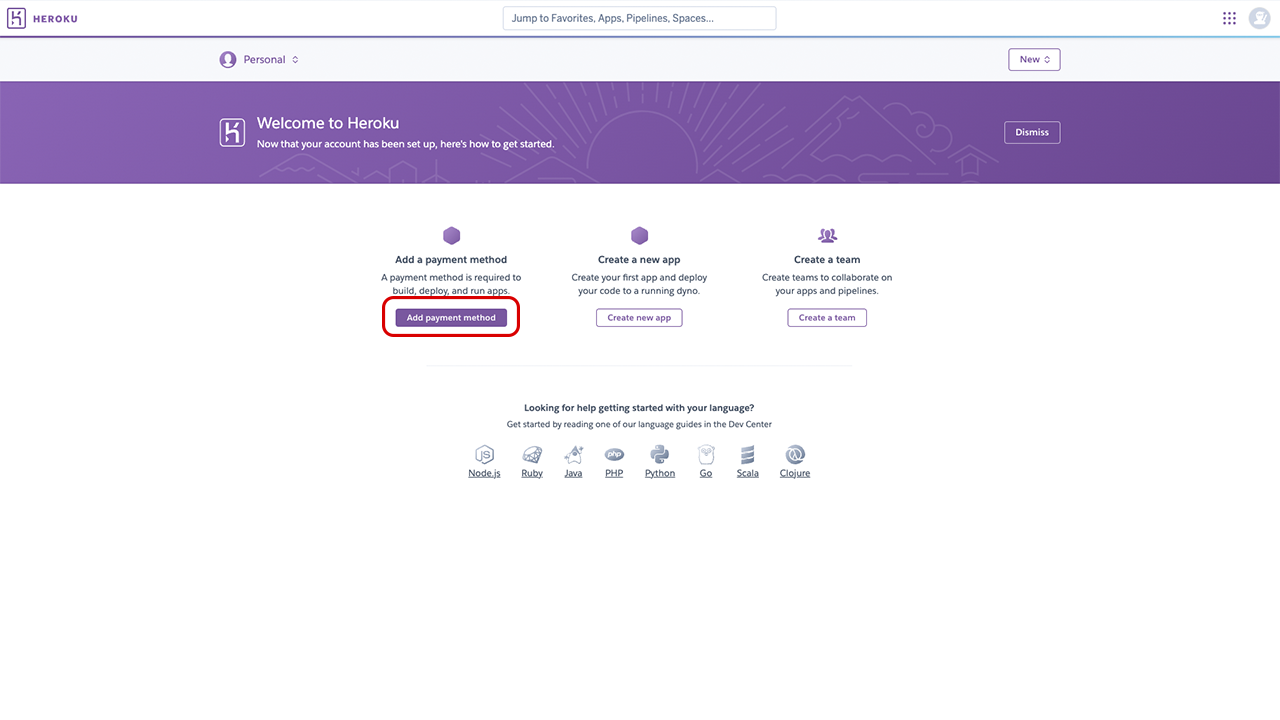 HEROKU
Jump to Favorites, Apps, Pipelines, Spaces...
Personal
New
Welcome to Heroku
Now that your account has been set up, here's how to get started.
Dismiss
Add a payment method
A payment method is required to
build, deploy, and run apps.
Add payment method
Create a new app
Create your first app and deploy
your code to a running dyno.
Create new app
Create a team
Create teams to collaborate on
your apps and pipelines.
Create a team
Looking for help getting started with your language?
Get started by reading one of our language guides in the Dev Center
JS
php
Node.js
Ruby
Java
PHP
Python
Go
Scala
Clojure